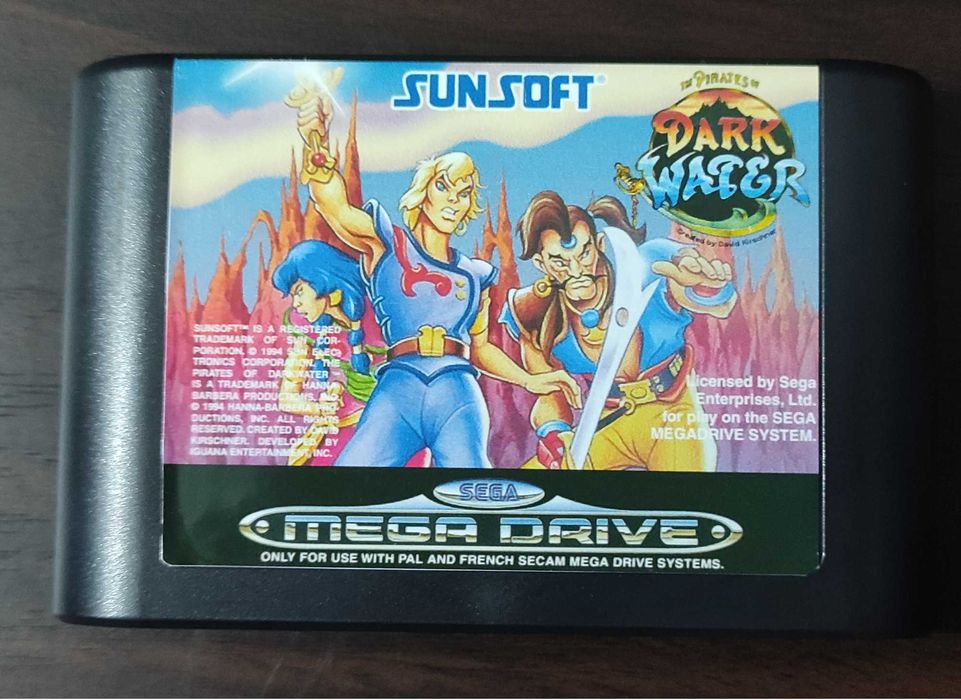 SUNSOFT®
THE PIRATES OF
DARK
WATER
Created by David Kirschner
SUNSOFT™ IS A REGISTERED
TRADEMARK OF SUN COR-
PORATION. © 1994 SUN ELEC-
TRONICS CORPORATION. THE
PIRATES OF DARKWATER™
IS A TRADEMARK OF HANNA-
BARBERA PRODUCTIONS, INC.
© 1994 HANNA-BARBERA PRO-
DUCTIONS, INC. ALL RIGHTS
RESERVED. CREATED BY DAVID
KIRSCHNER. DEVELOPED BY
IGUANA ENTERTAINMENT, INC.
Licensed by Sega
Enterprises, Ltd.
for play on the SEGA
MEGADRIVE SYSTEM.
SEGA
MEGA DRIVE
ONLY FOR USE WITH PAL AND FRENCH SECAM MEGA DRIVE SYSTEMS.